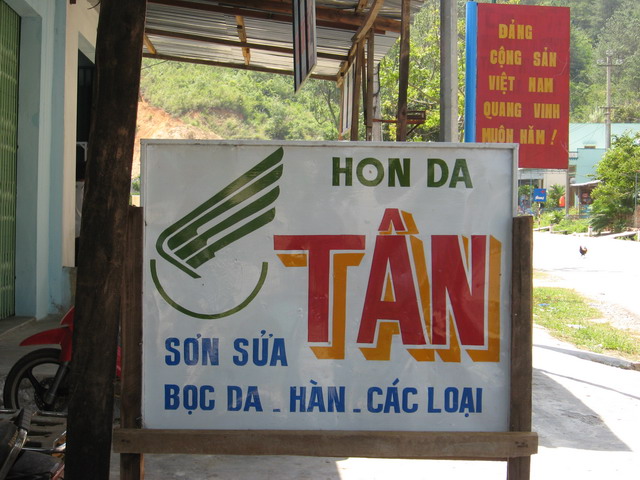 ĐẢNG
CỘNG SẢN
VIỆT NAM
QUANG VINH
MUÔN NĂM!
HON DA
TÂN
SƠN SỬA
BỌC DA - HÀN - CÁC LOẠI